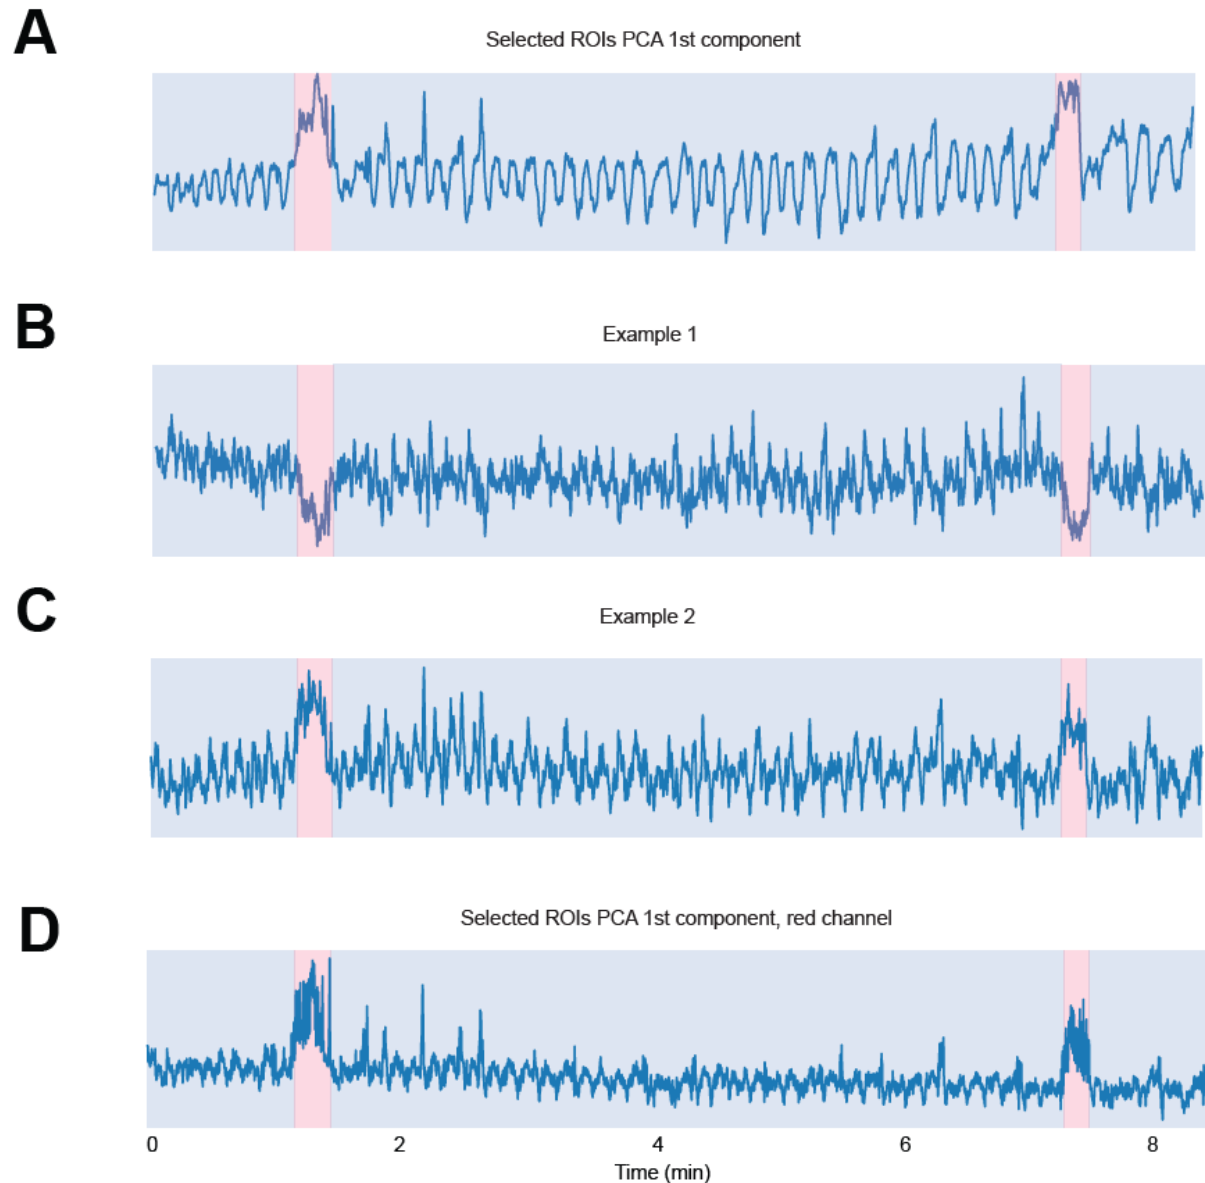 A
Selected ROIs PCA 1st component
B
Example 1
C
Example 2
D
Selected ROIs PCA 1st component, red channel
0 2 4 6 8
Time (min)